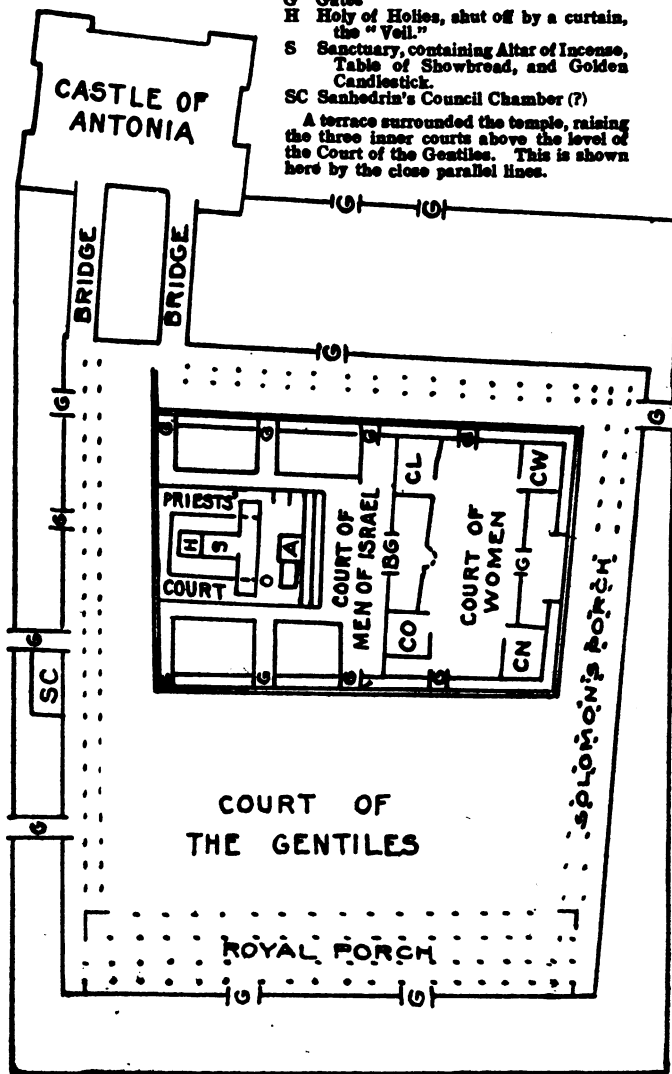 G Gates
H Holy of Holies, shut off by a curtain,
the "Veil."
S Sanctuary, containing Altar of Incense,
Table of Showbread, and Golden
Candlestick.
SC Sanhedrin's Council Chamber (?)
A terrace surrounded the temple, raising
the three inner courts above the level of
the Court of the Gentiles. This is shown
here by the close parallel lines.
CASTLE OF
ANTONIA
G
G
BRIDGE
BRIDGE
G
G
G
G
G
G
G
G
CL
CW
PRIESTS'
H
S
A
O
COURT
COURT OF
MEN OF ISRAEL
BG
COURT OF
WOMEN
G
CO
CN
G
G
G
G
G
SC
G
G
SOLOMON'S PORCH
COURT OF
THE GENTILES
ROYAL PORCH
G
G